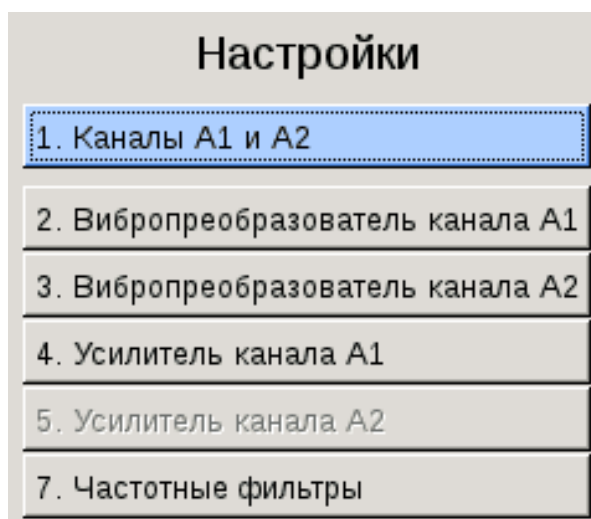 Настройки
1. Каналы А1 и А2
2. Вибропреобразователь канала А1
3. Вибропреобразователь канала А2
4. Усилитель канала А1
5. Усилитель канала А2
7. Частотные фильтры